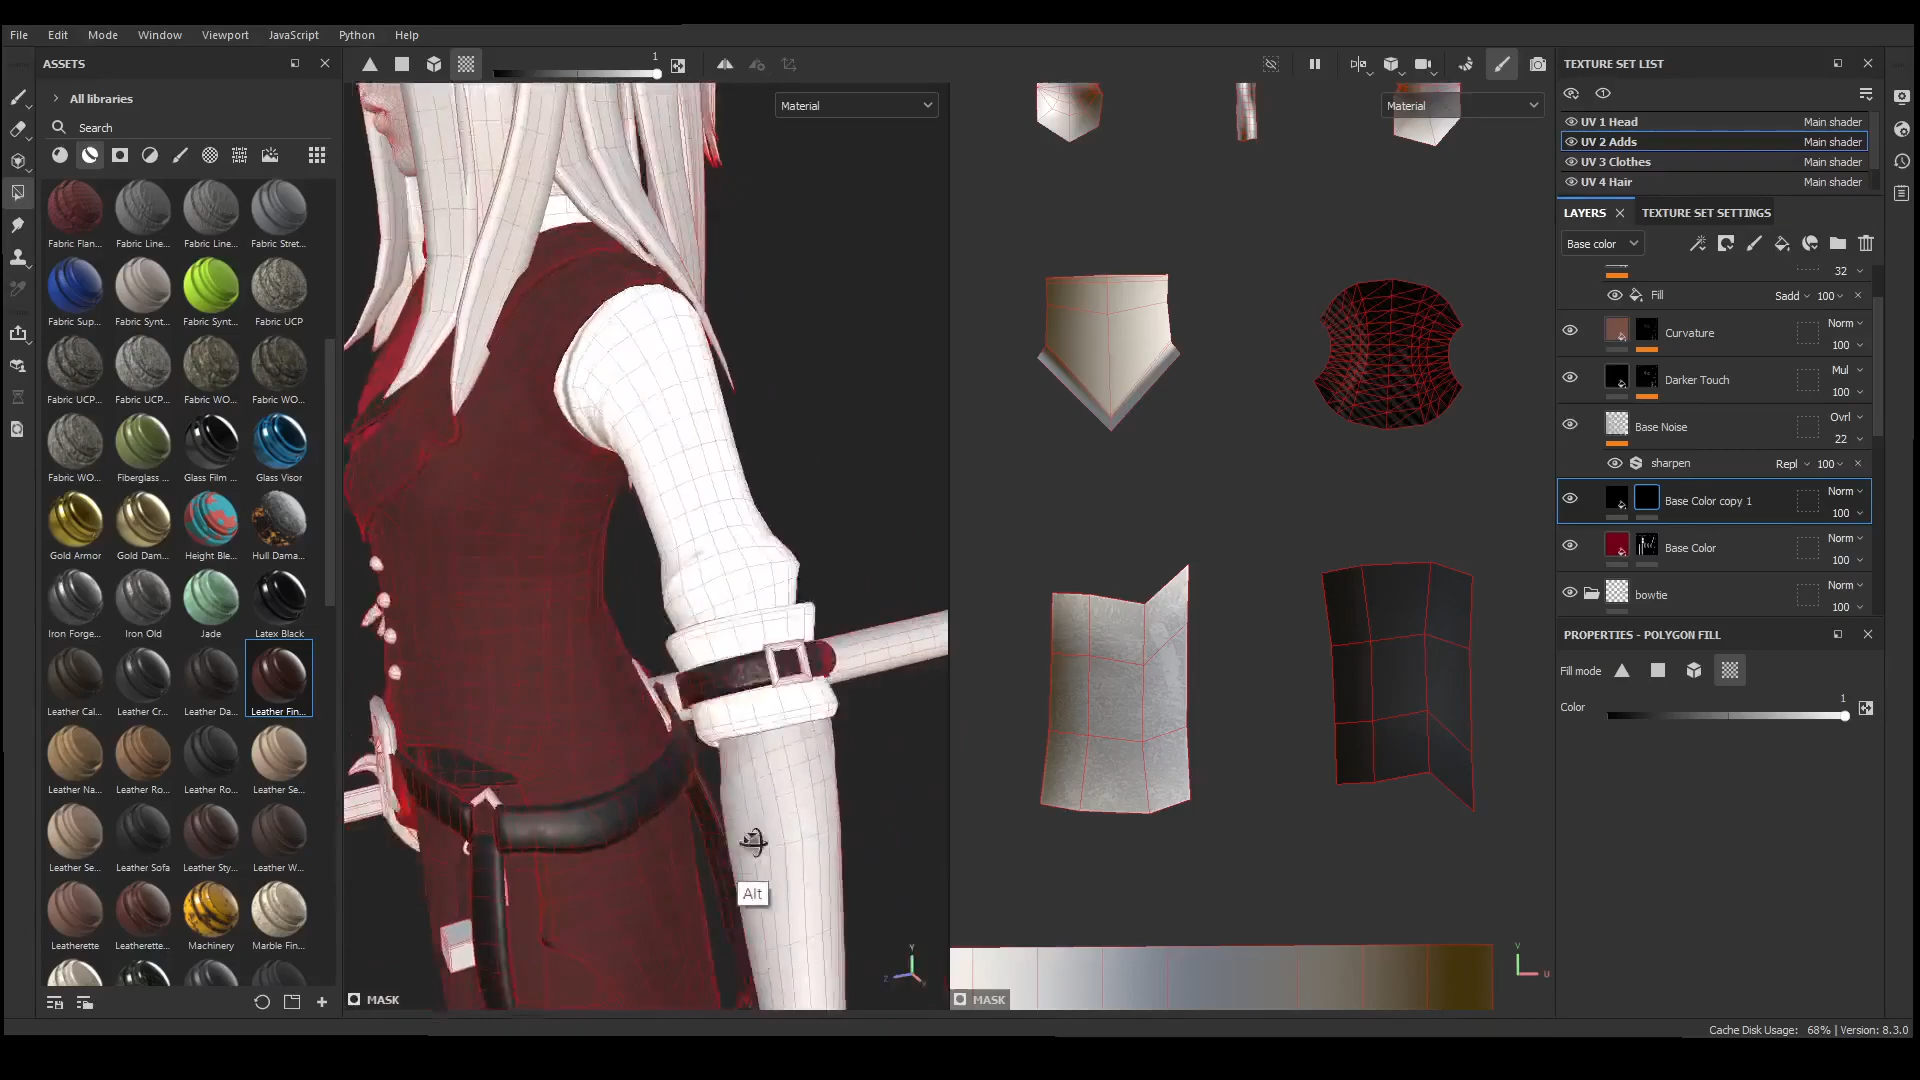 File Edit Mode Window Viewport JavaScript Python Help
ASSETS
All libraries
Search
Fabric Flan... Fabric Line... Fabric Line... Fabric Stret...
Fabric Sup... Fabric Synt... Fabric Synt... Fabric UCP
Fabric UCP... Fabric UCP... Fabric WO... Fabric WO...
Fabric WO... Fiberglass ... Glass Film ... Glass Visor
Gold Armor Gold Dam... Height Ble... Hull Dama...
Iron Forge... Iron Old Jade Latex Black
Leather Cal... Leather Cr... Leather Da... Leather Fin...
Leather Na... Leather Ro... Leather Ro... Leather Se...
Leather Se... Leather Sofa Leather Sty... Leather W...
Leatherette Leatherette... Machinery Marble Fin...
1
Material
Alt
MASK
Y
Z
Material
V
U
MASK
TEXTURE SET LIST
UV 1 Head Main shader
UV 2 Adds Main shader
UV 3 Clothes Main shader
UV 4 Hair Main shader
LAYERS TEXTURE SET SETTINGS
Base color
32
Fill Sadd 100
Curvature Norm
100
Darker Touch Mul
100
Base Noise Ovrl
22
sharpen Repl 100
Base Color copy 1 Norm
100
Base Color Norm
100
bowtie Norm
100
PROPERTIES - POLYGON FILL
Fill mode
Color 1
Cache Disk Usage: 68% | Version: 8.3.0